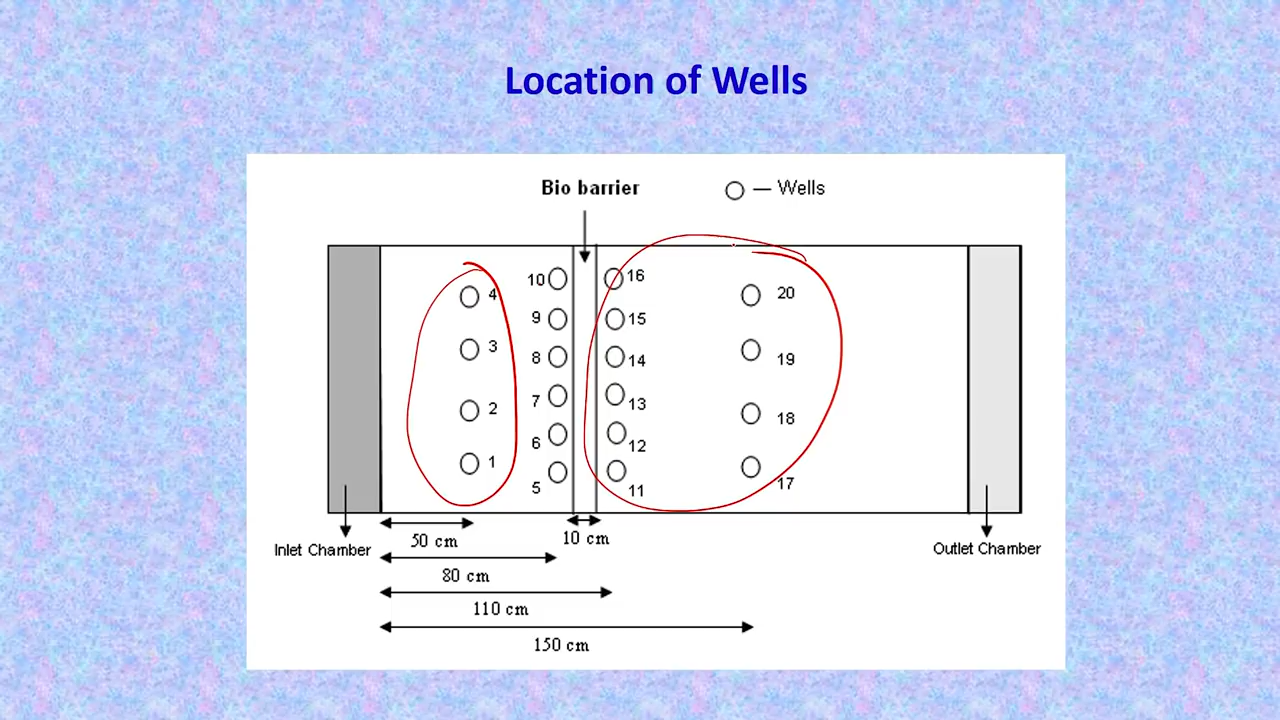 Location of Wells
Bio barrier
— Wells
10 16
4 20
9 15
3 19
8 14
7 13
2 18
6 12
1 17
5 11
50 cm 10 cm
Inlet Chamber Outlet Chamber
80 cm
110 cm
150 cm